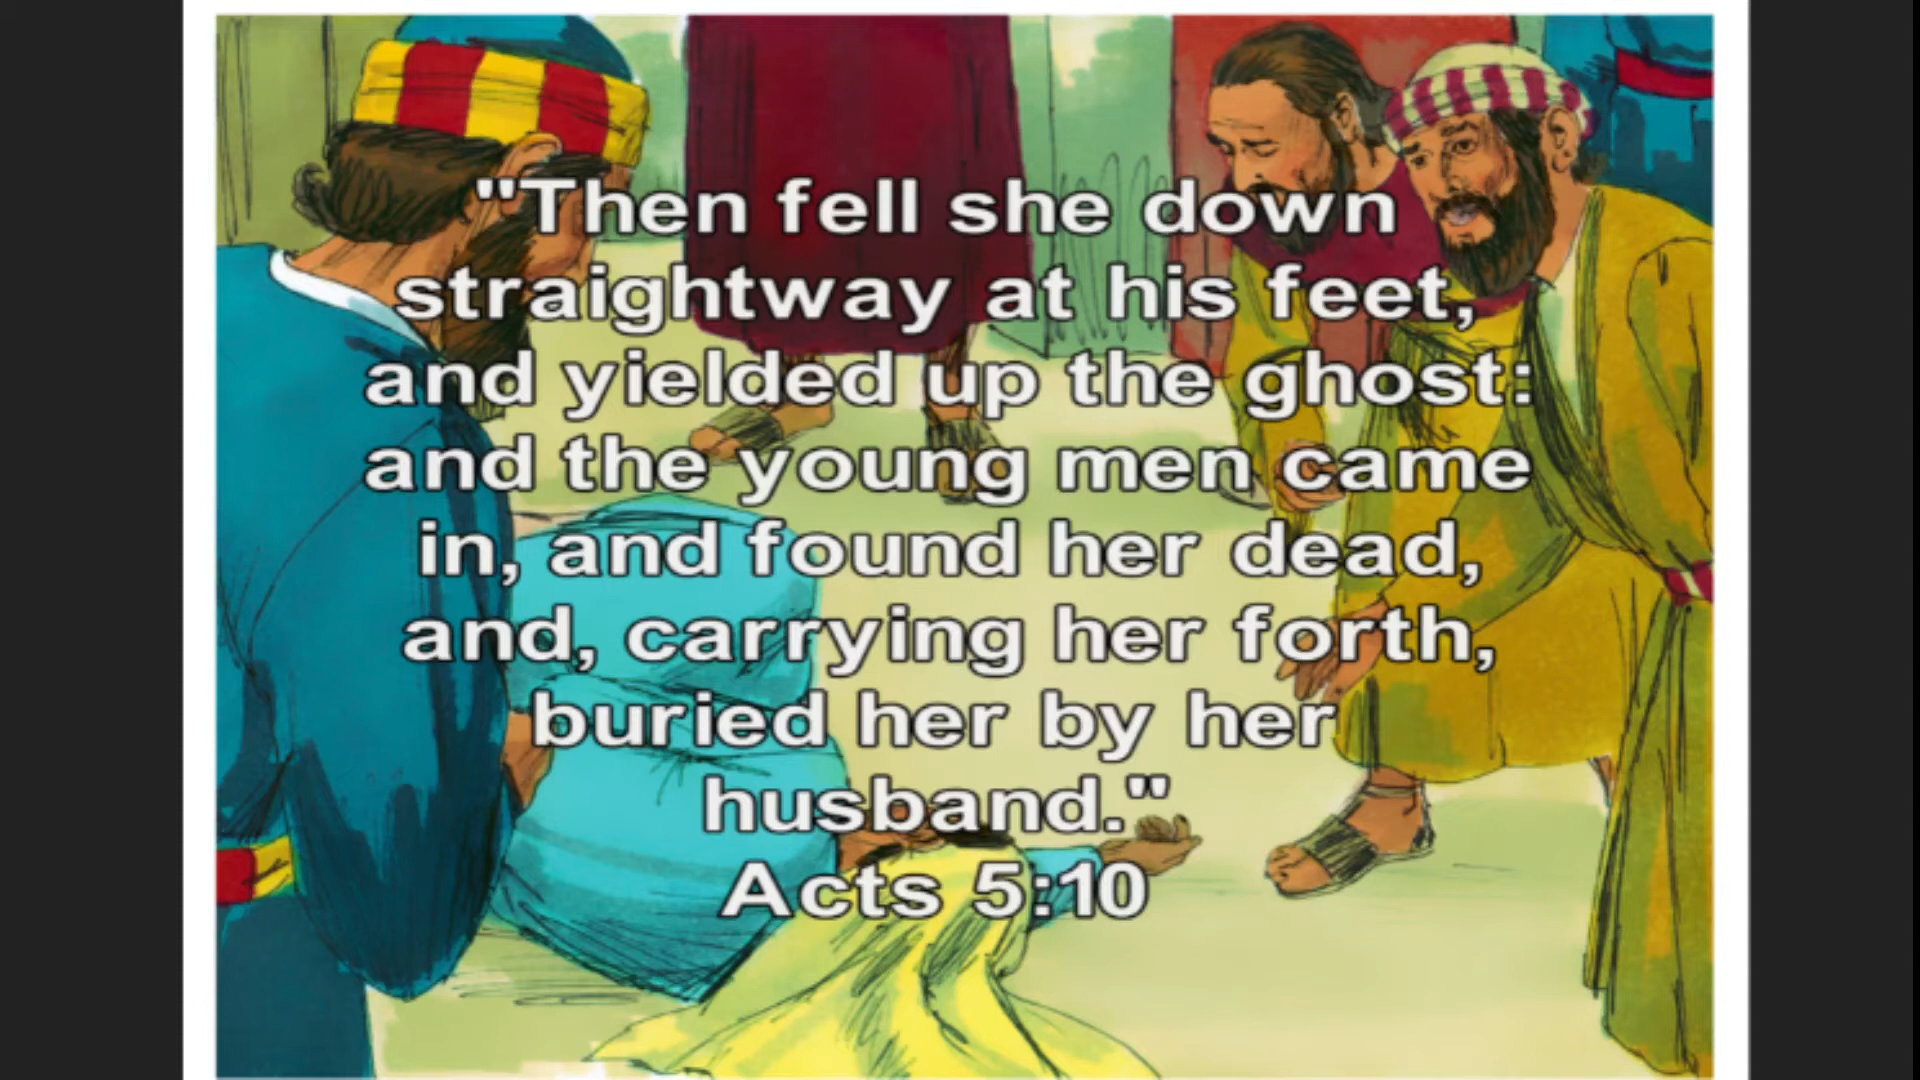 "Then fell she down
straightway at his feet,
and yielded up the ghost:
and the young men came
in, and found her dead,
and, carrying her forth,
buried her by her
husband."
Acts 5:10